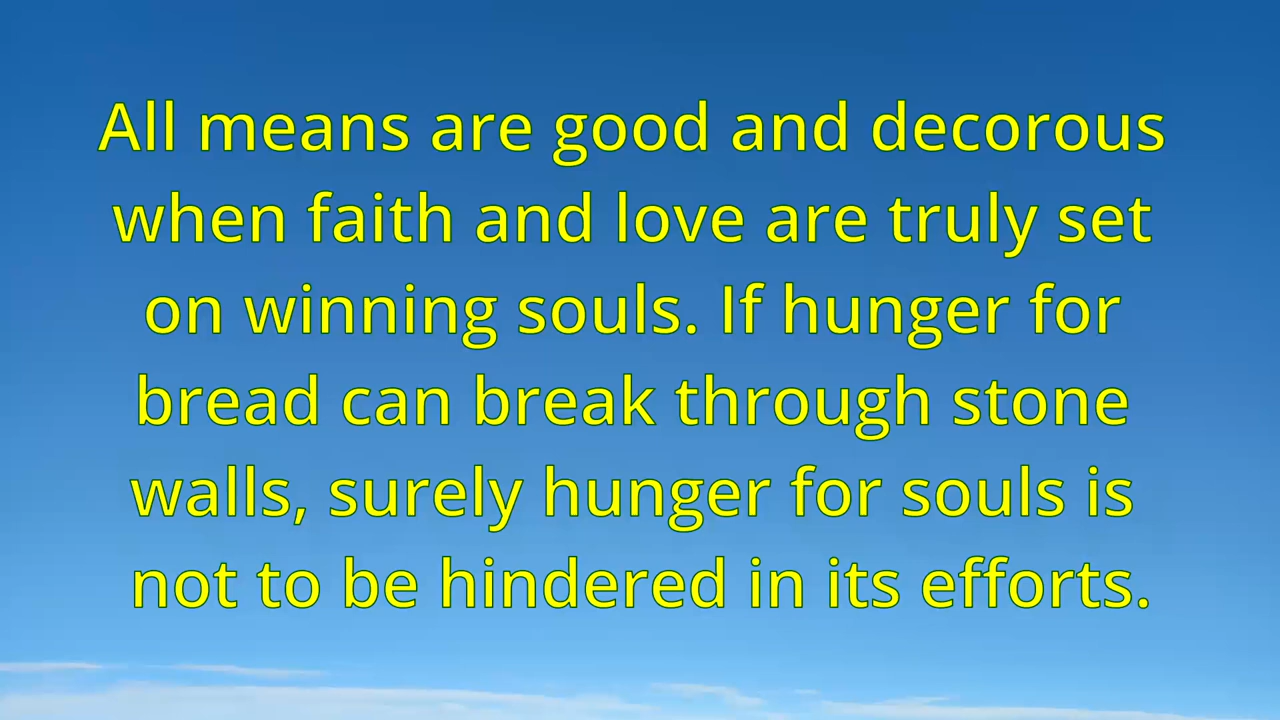 All means are good and decorous
when faith and love are truly set
on winning souls. If hunger for
bread can break through stone
walls, surely hunger for souls is
not to be hindered in its efforts.